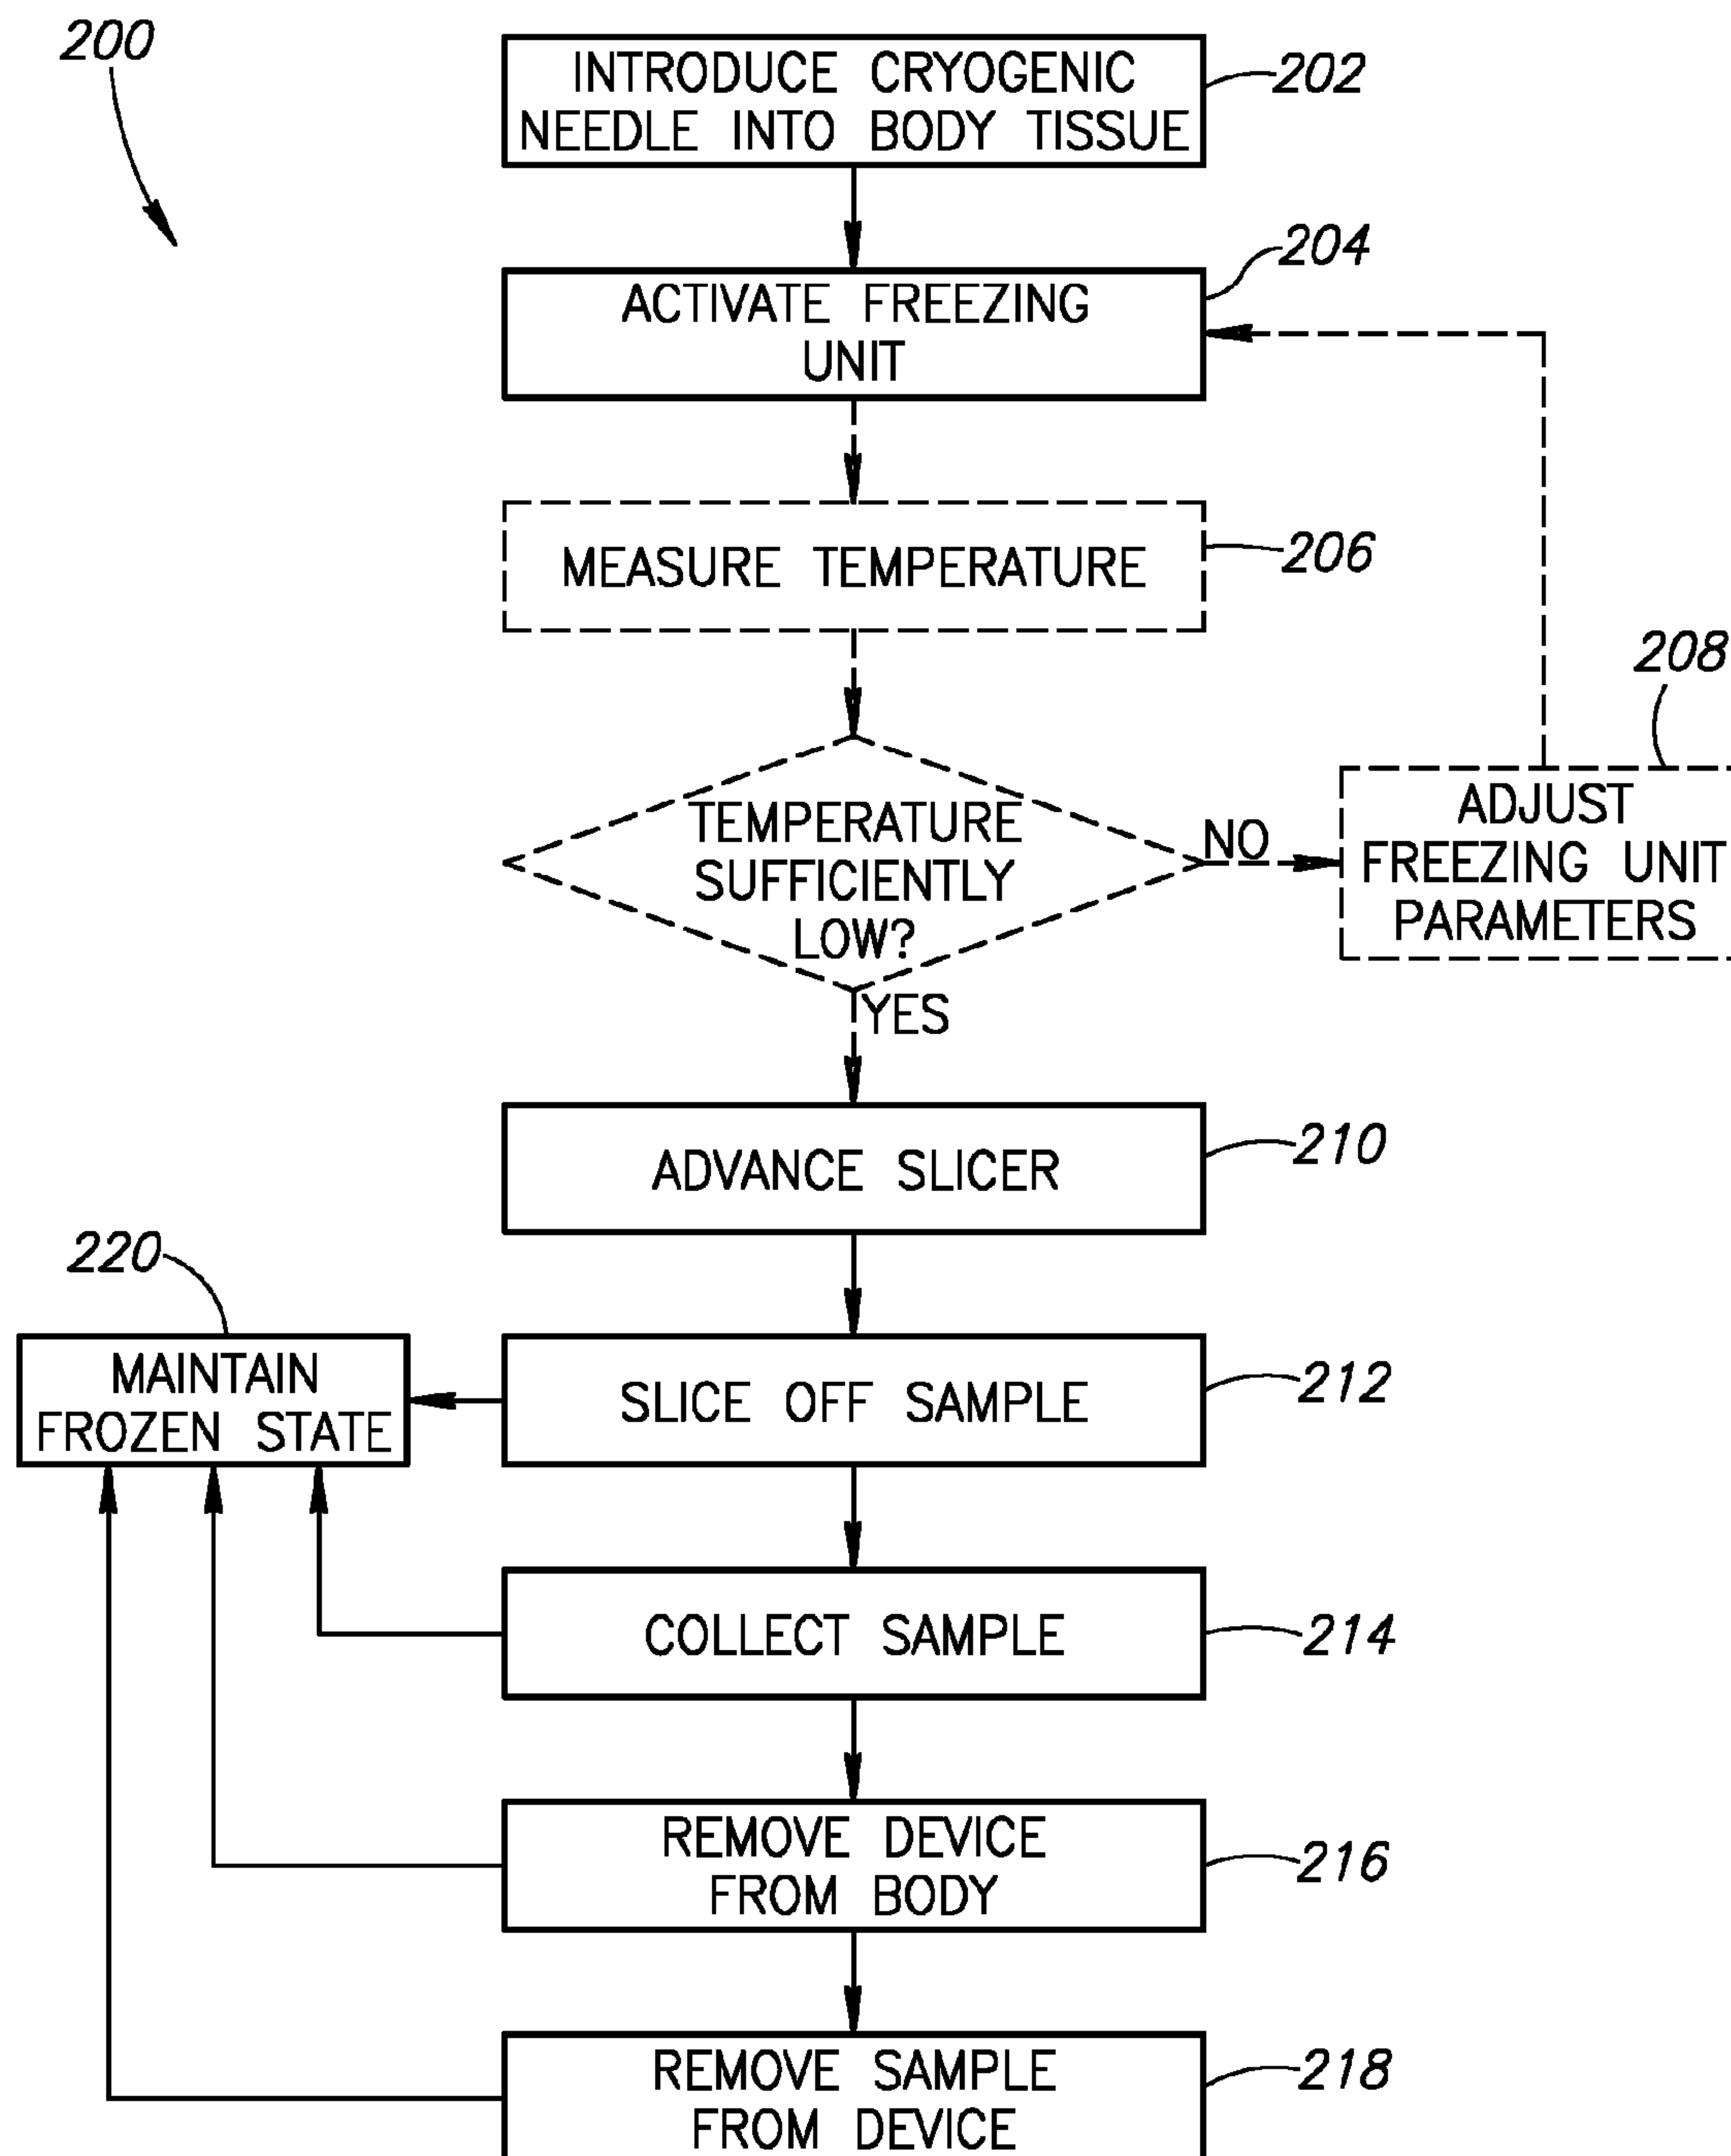 200
INTRODUCE CRYOGENIC
NEEDLE INTO BODY TISSUE
202
ACTIVATE FREEZING
UNIT
204
MEASURE TEMPERATURE
206
TEMPERATURE
SUFFICIENTLY
LOW?
NO
YES
208
ADJUST
FREEZING UNIT
PARAMETERS
ADVANCE SLICER
210
220
MAINTAIN
FROZEN STATE
SLICE OFF SAMPLE
212
COLLECT SAMPLE
214
REMOVE DEVICE
FROM BODY
216
REMOVE SAMPLE
FROM DEVICE
218